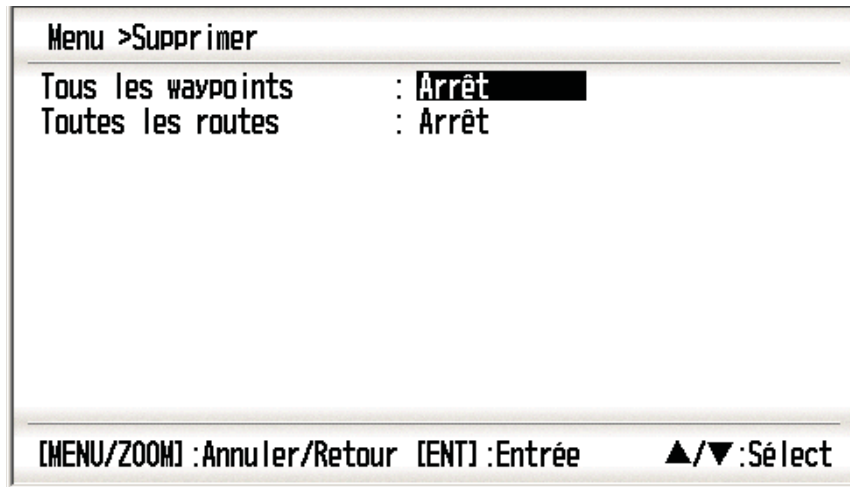 Menu >Supprimer
Tous les waypoints : Arrêt
Toutes les routes : Arrêt
[MENU/ZOOM]:Annuler/Retour [ENT]:Entrée ▲/▼:Sélect